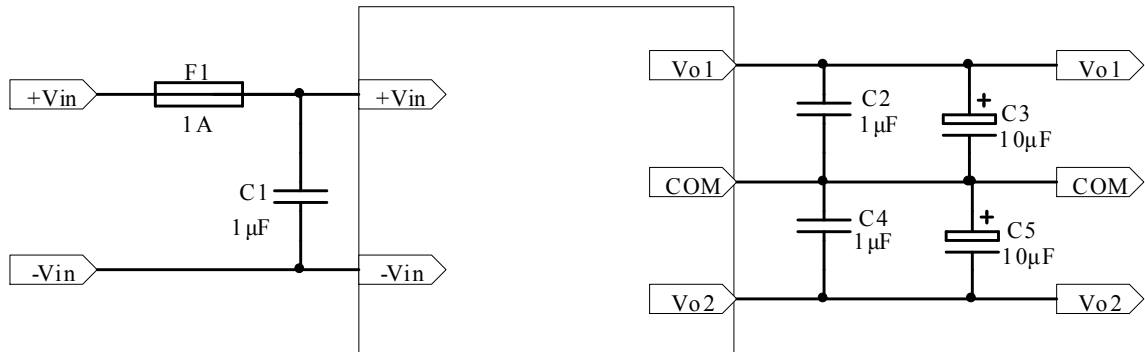 F1
+Vin
1A
+Vin
C1
1µF
-Vin
-Vin
Vo1
Vo1
C2
1µF
+
C3
10µF
COM
COM
C4
1µF
+
C5
10µF
Vo2
Vo2